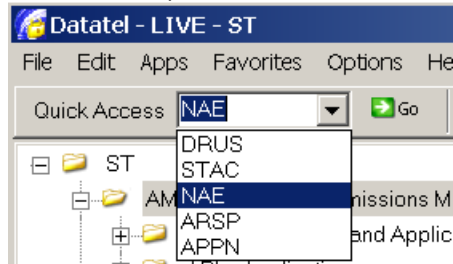 Datatel - LIVE - ST
File Edit Apps Favorites Options He
Quick Access NAE Go
DRUS
ST
STAC
AM NAE nissions M
ARSP
and Applic
APPN